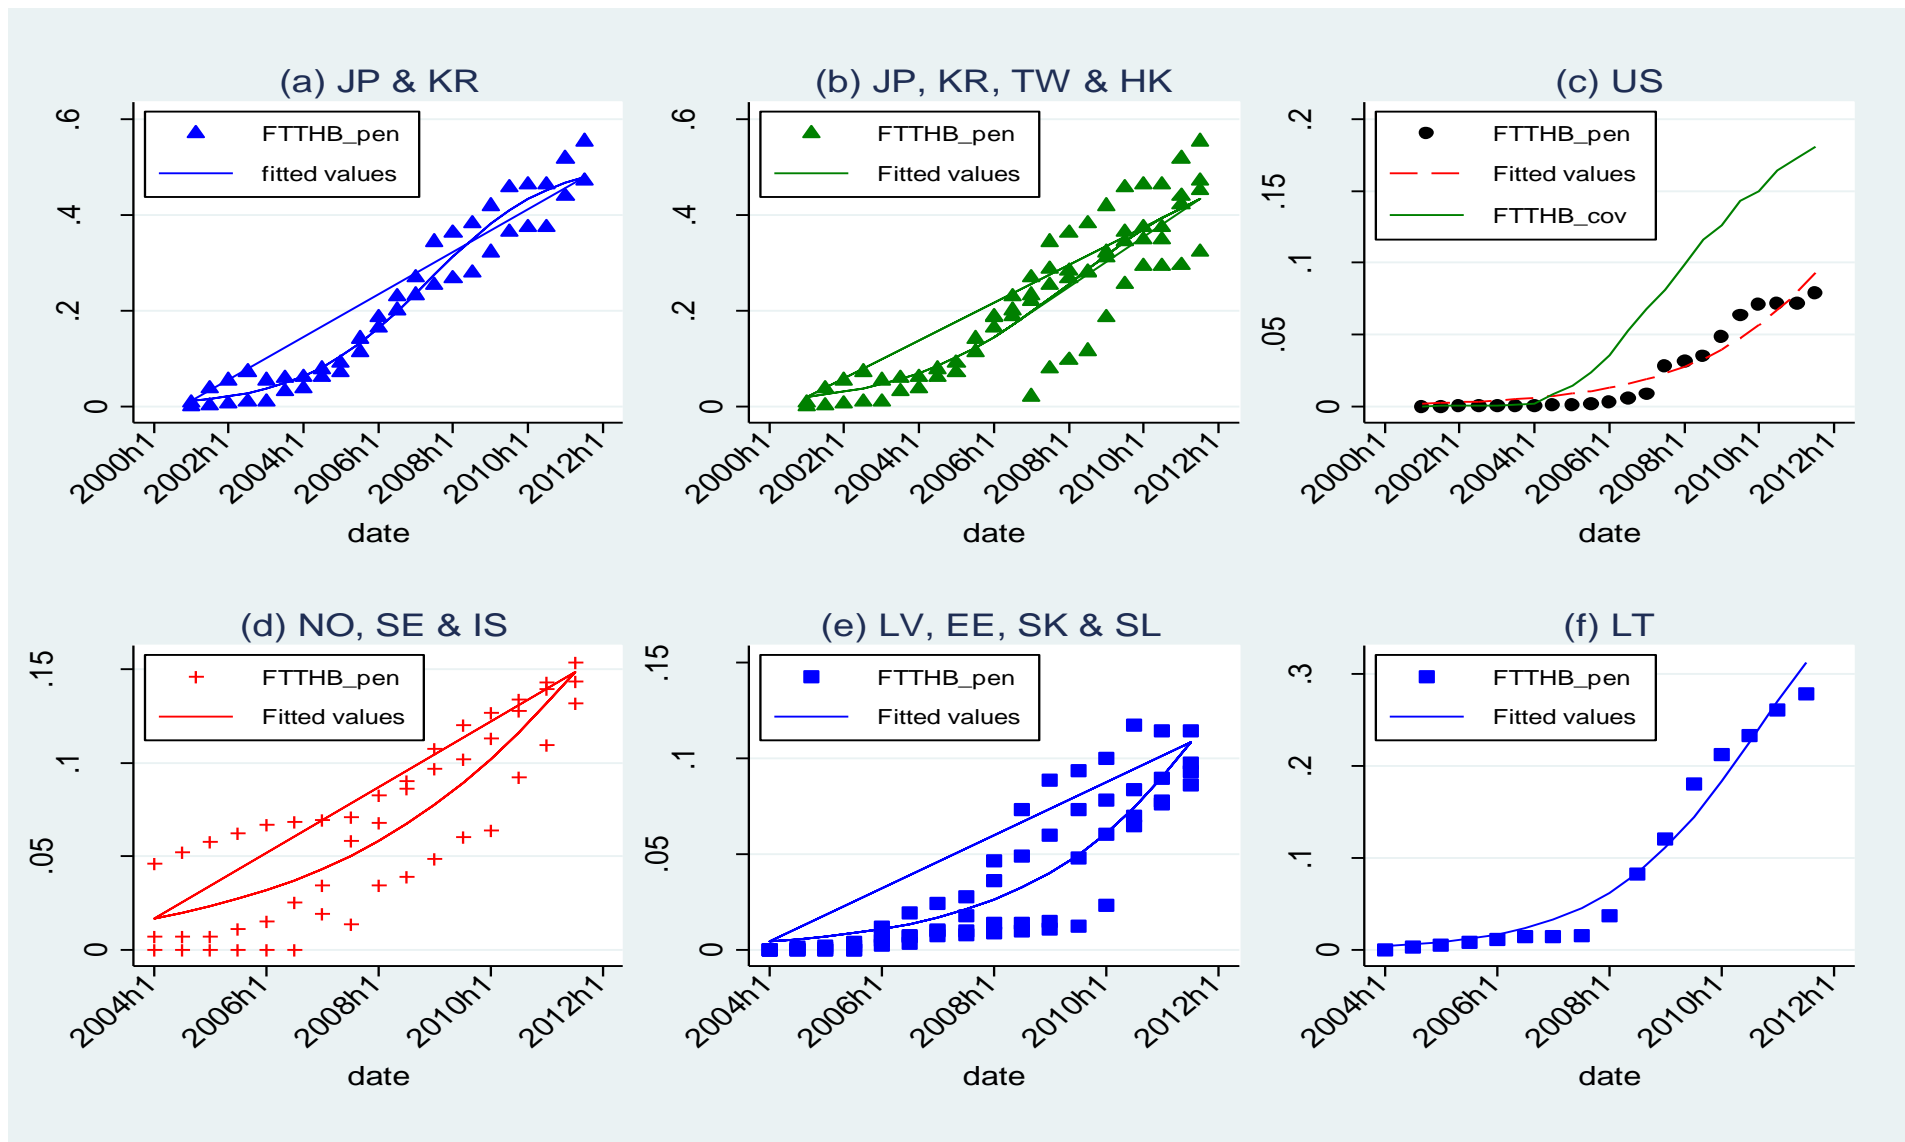 (a) JP & KR
.6
.4
.2
0
FTTHB_pen
fitted values
2000h1
2002h1
2004h1
2006h1
2008h1
2010h1
2012h1
date
(b) JP, KR, TW & HK
.6
.4
.2
0
FTTHB_pen
Fitted values
2000h1
2002h1
2004h1
2006h1
2008h1
2010h1
2012h1
date
(c) US
.2
.15
.1
.05
0
FTTHB_pen
Fitted values
FTTHB_cov
2000h1
2002h1
2004h1
2006h1
2008h1
2010h1
2012h1
date
(d) NO, SE & IS
.15
.1
.05
0
FTTHB_pen
Fitted values
2004h1
2006h1
2008h1
2010h1
2012h1
date
(e) LV, EE, SK & SL
.15
.1
.05
0
FTTHB_pen
Fitted values
2004h1
2006h1
2008h1
2010h1
2012h1
date
(f) LT
.3
.2
.1
0
FTTHB_pen
Fitted values
2004h1
2006h1
2008h1
2010h1
2012h1
date